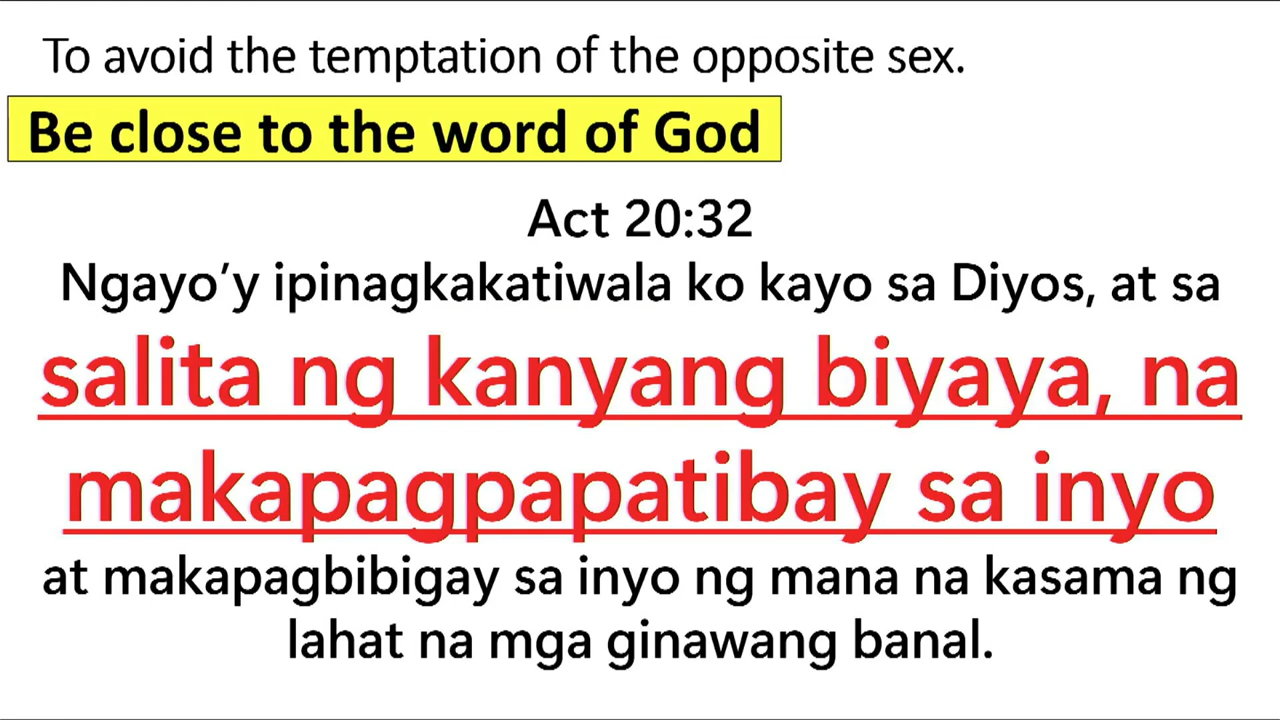 To avoid the temptation of the opposite sex.
Be close to the word of God
Act 20:32
Ngayo’y ipinagkakatiwala ko kayo sa Diyos, at sa
salita ng kanyang biyaya, na
makapagpapatibay sa inyo
at makapagbibigay sa inyo ng mana na kasama ng
lahat na mga ginawang banal.